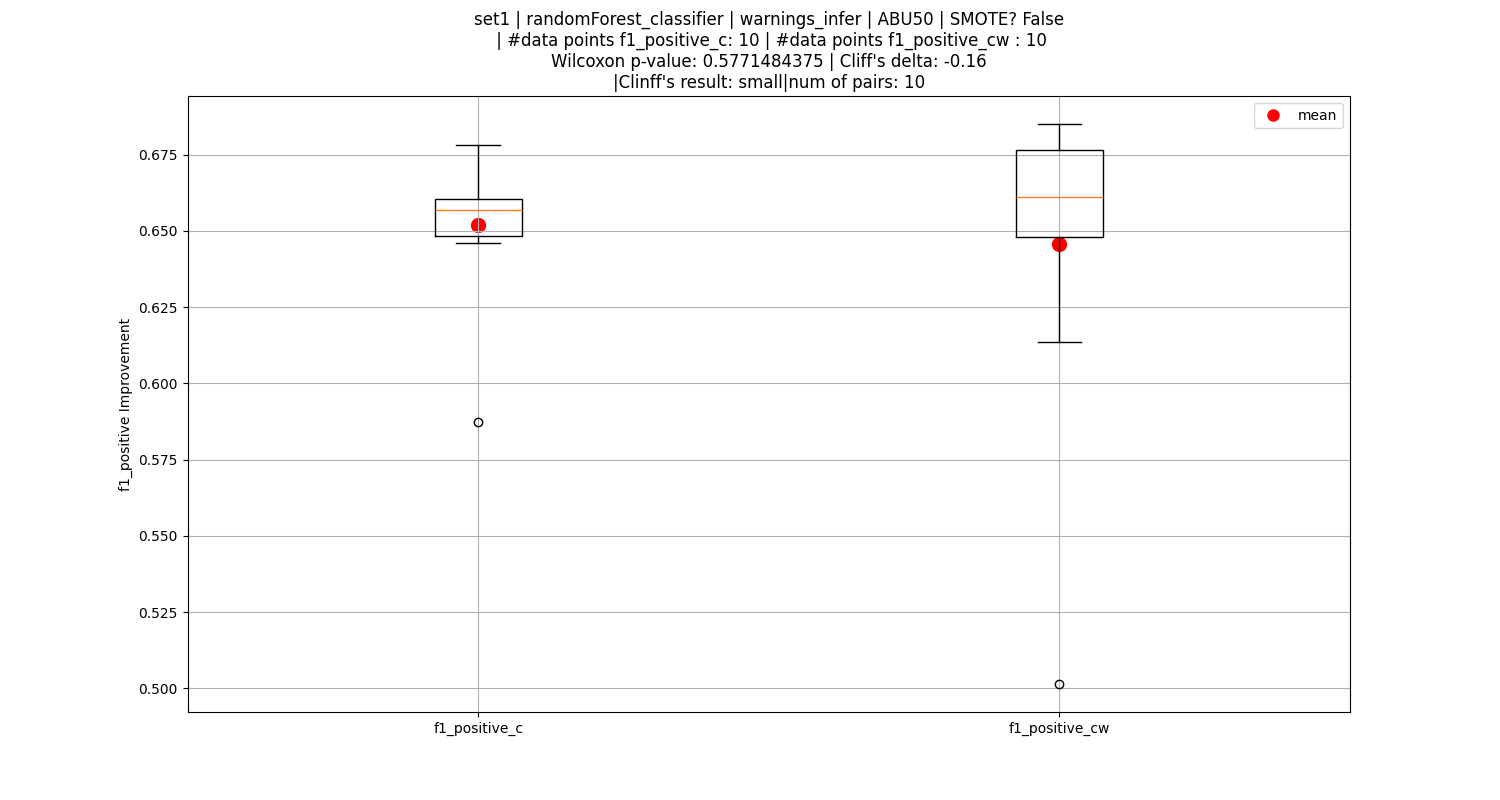 set1 | randomForest_classifier | warnings_infer | ABU50 | SMOTE? False
| #data points f1_positive_c: 10 | #data points f1_positive_cw : 10
Wilcoxon p-value: 0.5771484375 | Cliff's delta: -0.16
|Clinff's result: small|num of pairs: 10
mean
f1_positive Improvement
0.675
0.650
0.625
0.600
0.575
0.550
0.525
0.500
f1_positive_c
f1_positive_cw